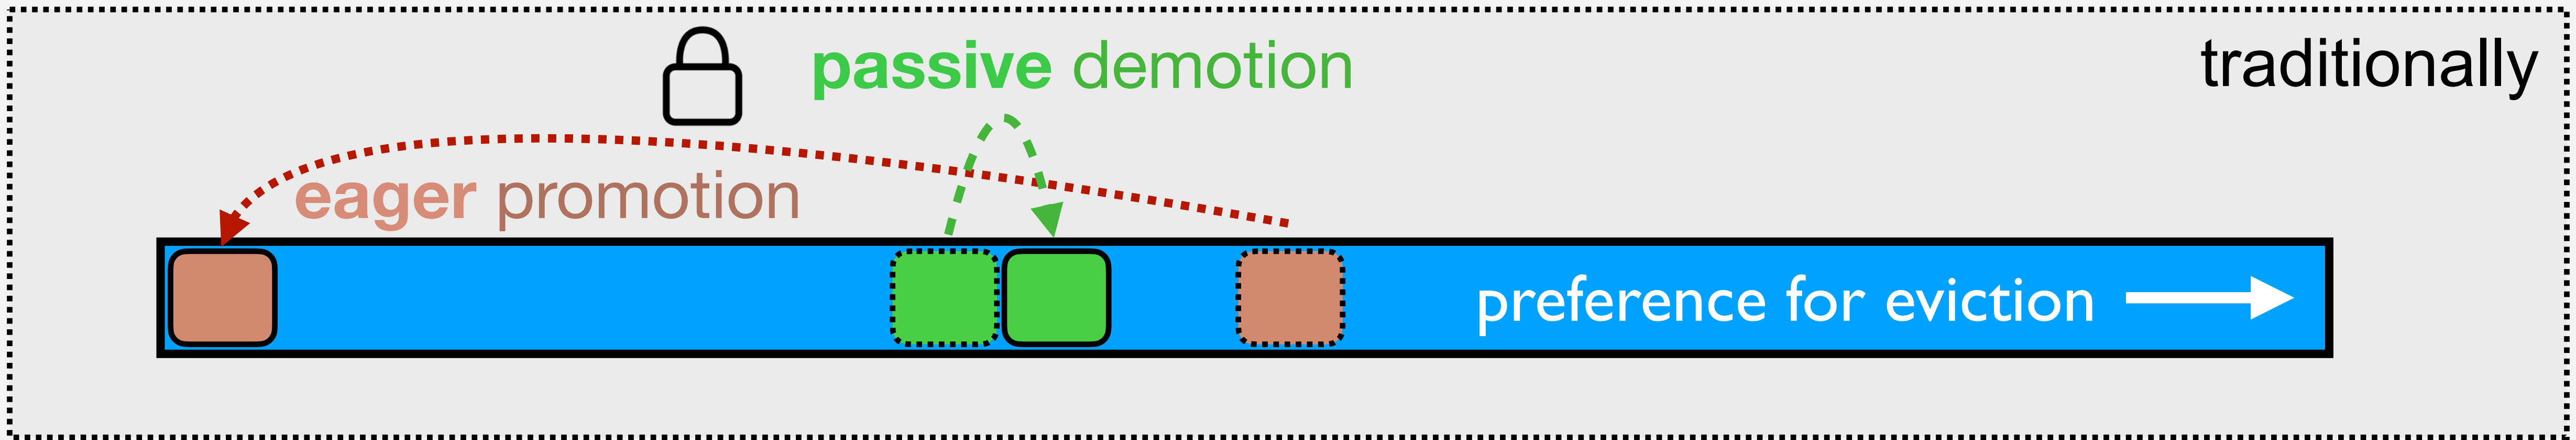 traditionally
passive demotion
eager promotion
preference for eviction